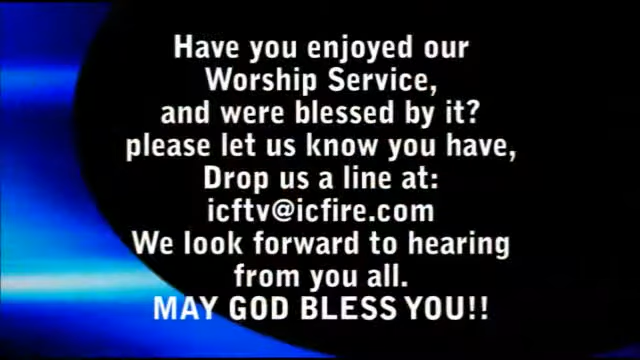 Have you enjoyed our
Worship Service,
and were blessed by it?
please let us know you have,
Drop us a line at:
icftv@icfire.com
We look forward to hearing
from you all.
MAY GOD BLESS YOU!!